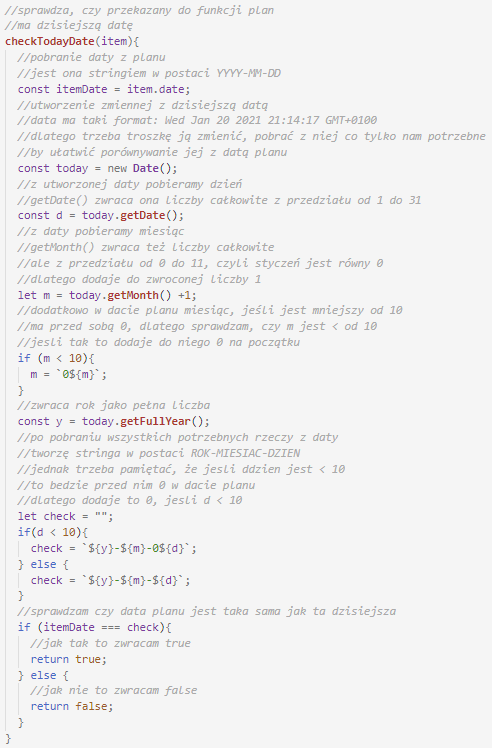 //sprawdza, czy przekazany do funkcji plan
//ma dzisiejszą datę
checkTodayDate(item){
//pobranie daty z planu
//jest ona stringiem w postaci YYYY-MM-DD
const itemDate = item.date;
//utworzenie zmiennej z dzisiejszą datą
//data ma taki format: Wed Jan 20 2021 21:14:17 GMT+0100
//dlatego trzeba troszkę ją zmienić, pobrać z niej co tylko nam potrzebne
//by ułatwić porównywanie jej z datą planu
const today = new Date();
//z utworzonej daty pobieramy dzień
//getDate() zwraca ona liczby całkowite z przedziału od 1 do 31
const d = today.getDate();
//z daty pobieramy miesiąc
//getMonth() zwraca też liczby całkowite
//ale z przedziału od 0 do 11, czyli styczeń jest równy 0
//dlatego dodaje do zwroconej liczby 1
let m = today.getMonth() +1;
//dodatkowo w dacie planu miesiąc, jeśli jest mniejszy od 10
//ma przed sobą 0, dlatego sprawdzam, czy m jest < od 10
//jesli tak to dodaje do niego 0 na początku
if (m < 10){
m = `0${m}`;
}
//zwraca rok jako pełna liczba
const y = today.getFullYear();
//po pobraniu wszystkich potrzebnych rzeczy z daty
//tworzę stringa w postaci ROK-MIESIAC-DZIEN
//jednak trzeba pamiętać, że jesli ddzien jest < 10
//to bedzie przed nim 0 w dacie planu
//dlatego dodaje to 0, jesli d < 10
let check = "";
if(d < 10){
check = `${y}-${m}-0${d}`;
} else {
check = `${y}-${m}-${d}`;
}
//sprawdzam czy data planu jest taka sama jak ta dzisiejsza
if (itemDate === check){
//jak tak to zwracam true
return true;
} else {
//jak nie to zwracam false
return false;
}
}